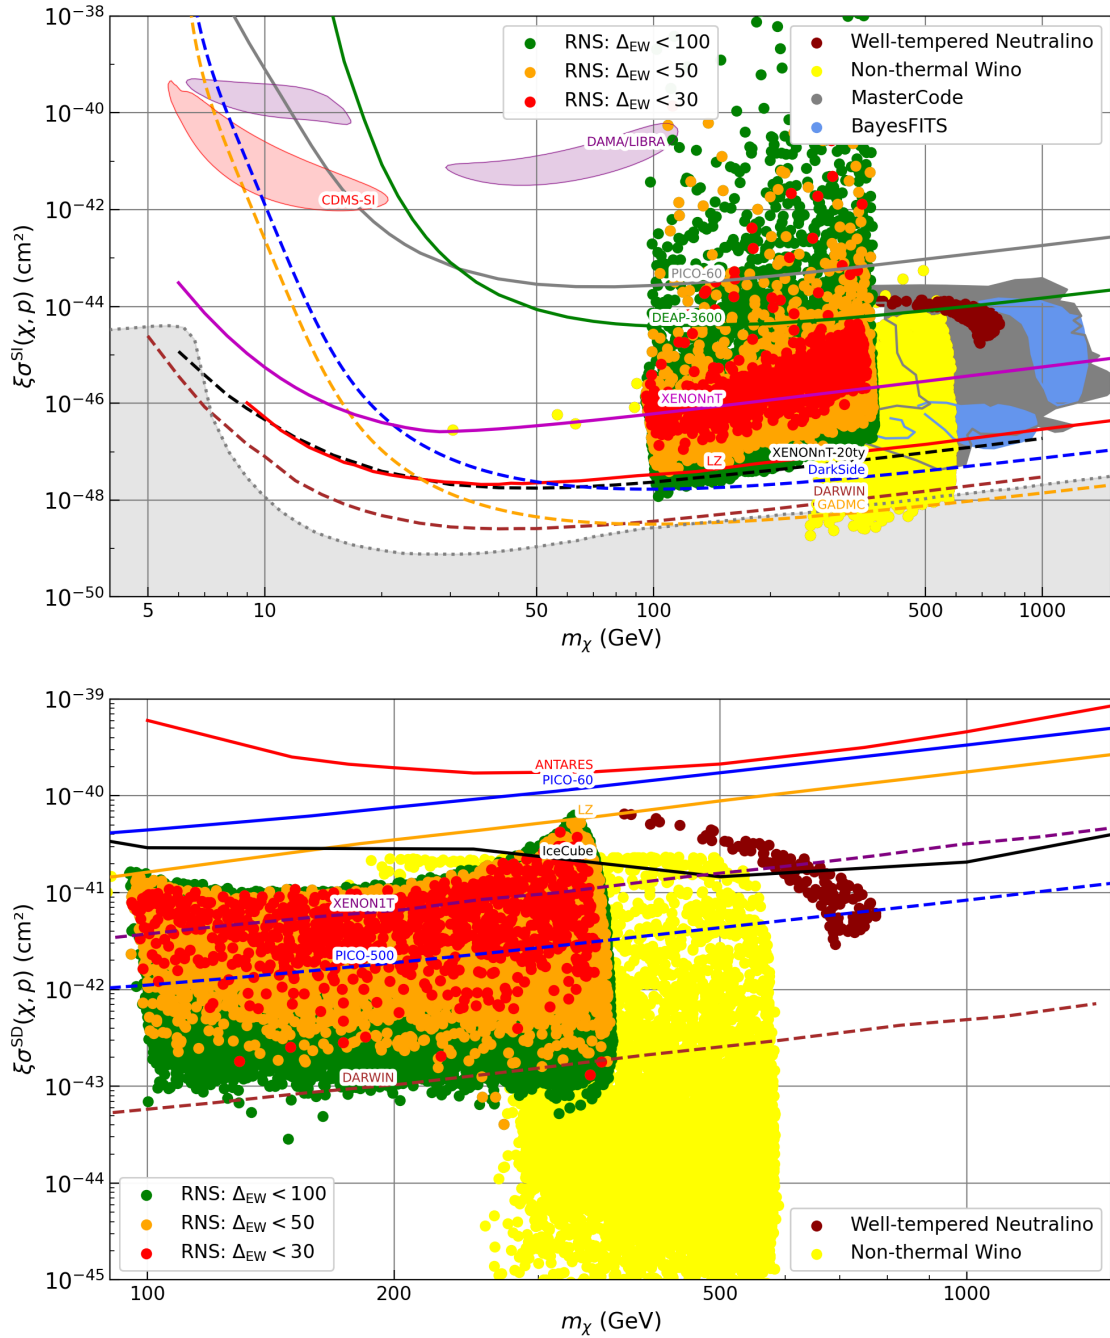 10⁻³⁸
10⁻⁴⁰
10⁻⁴²
10⁻⁴⁴
10⁻⁴⁶
10⁻⁴⁸
10⁻⁵⁰
ξσ^SI(χ, p) (cm²)
RNS: Δ_EW < 100
RNS: Δ_EW < 50
RNS: Δ_EW < 30
Well-tempered Neutralino
Non-thermal Wino
MasterCode
BayesFITS
DAMA/LIBRA
CDMS-SI
PICO-60
DEAP-3600
XENONnT
XENONnT-20ty
LZ
DarkSide
DARWIN
GADMC
5 10 50 100 500 1000
m_χ (GeV)
10⁻³⁹
10⁻⁴⁰
10⁻⁴¹
10⁻⁴²
10⁻⁴³
10⁻⁴⁴
10⁻⁴⁵
ξσ^SD(χ, p) (cm²)
ANTARES
PICO-60
LZ
IceCube
XENON1T
PICO-500
DARWIN
RNS: Δ_EW < 100
RNS: Δ_EW < 50
RNS: Δ_EW < 30
Well-tempered Neutralino
Non-thermal Wino
100 200 500 1000
m_χ (GeV)